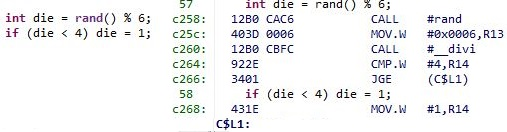 int die = rand() % 6;
if (die < 4) die = 1;
57 int die = rand() % 6;
c258: 12B0 CAC6 CALL #rand
c25c: 403D 0006 MOV.W #0x0006,R13
c260: 12B0 CBFC CALL #__divi
c264: 922E CMP.W #4,R14
c266: 3401 JGE (C$L1)
58 if (die < 4) die = 1;
c268: 431E MOV.W #1,R14
C$L1: